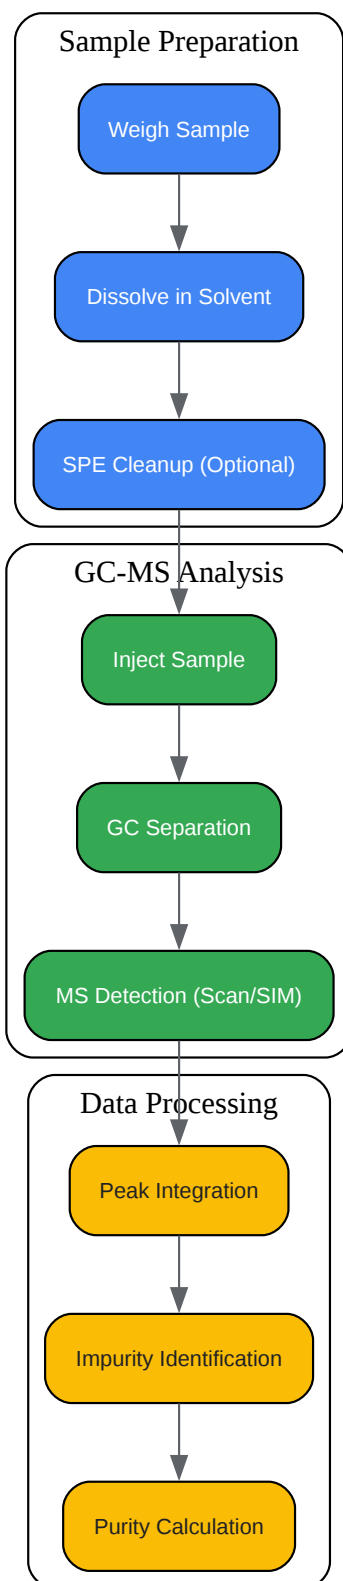 Sample Preparation
Weigh Sample
Dissolve in Solvent
SPE Cleanup (Optional)
GC-MS Analysis
Inject Sample
GC Separation
MS Detection (Scan/SIM)
Data Processing
Peak Integration
Impurity Identification
Purity Calculation